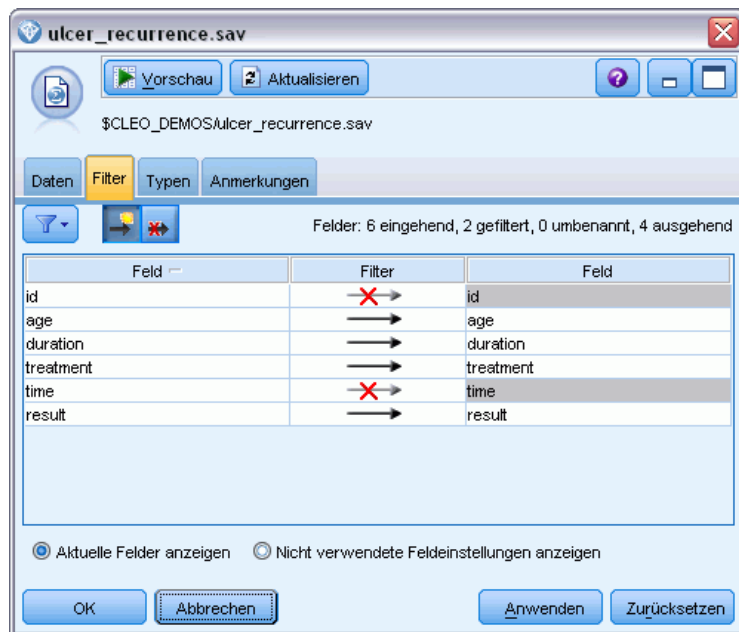 ulcer_recurrence.sav
Vorschau Aktualisieren
$CLEO_DEMOS/ulcer_recurrence.sav
Daten Filter Typen Anmerkungen
Felder: 6 eingehend, 2 gefiltert, 0 umbenannt, 4 ausgehend
Feld Filter Feld
id id
age age
duration duration
treatment treatment
time time
result result
Aktuelle Felder anzeigen Nicht verwendete Feldeinstellungen anzeigen
OK Abbrechen Anwenden Zurücksetzen